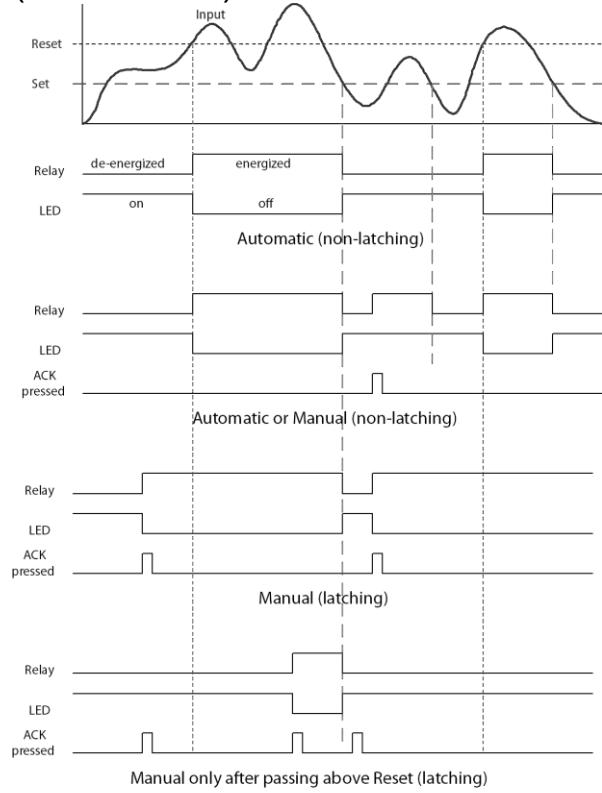 Input
Reset
Set
de-energized energized
Relay
LED
on off
Automatic (non-latching)
Relay
LED
ACK
pressed
Automatic or Manual (non-latching)
Relay
LED
ACK
pressed
Manual (latching)
Relay
LED
ACK
pressed
Manual only after passing above Reset (latching)